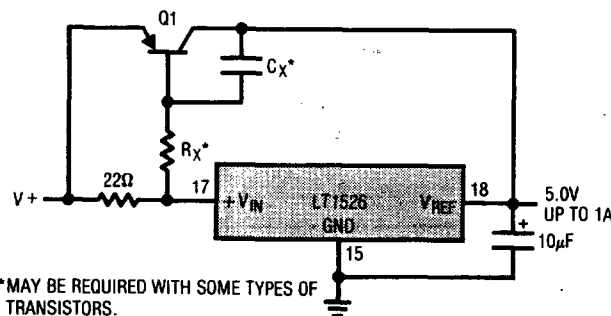 Q1
Cx*
Rx*
22Ω
V+
17
+VIN
LT1526
GND
VREF
18
15
5.0V
UP TO 1A
+
10μF
*MAY BE REQUIRED WITH SOME TYPES OF
TRANSISTORS.